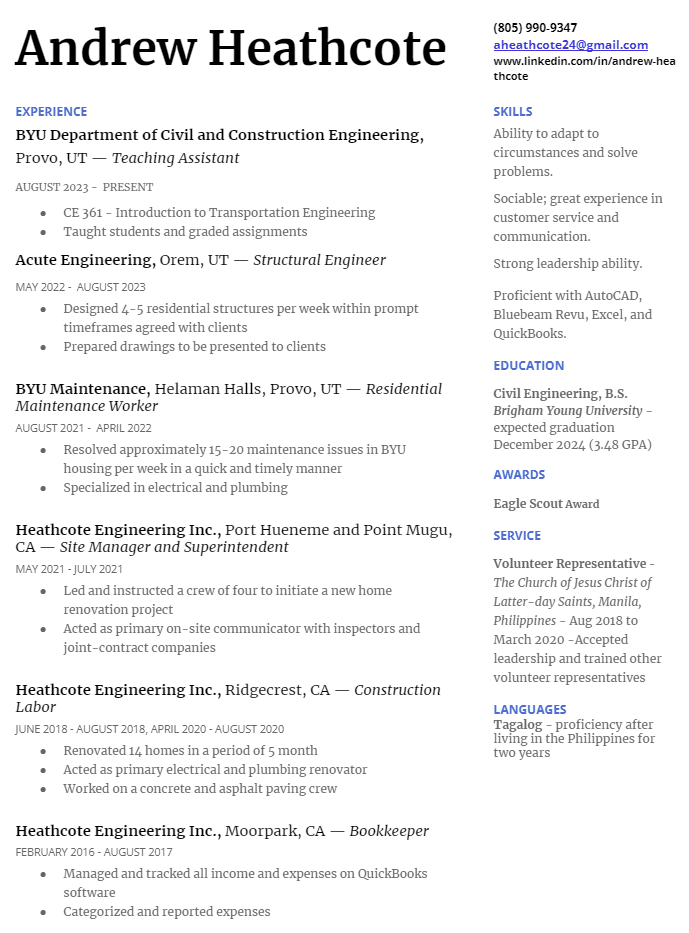 Andrew Heathcote
(805) 990-9347
aheathcote24@gmail.com
www.linkedin.com/in/andrew-hea
thcote
EXPERIENCE
BYU Department of Civil and Construction Engineering,
Provo, UT — Teaching Assistant
AUGUST 2023 - PRESENT
● CE 361 - Introduction to Transportation Engineering
● Taught students and graded assignments
Acute Engineering, Orem, UT — Structural Engineer
MAY 2022 - AUGUST 2023
● Designed 4-5 residential structures per week within prompt
timeframes agreed with clients
● Prepared drawings to be presented to clients
BYU Maintenance, Helaman Halls, Provo, UT — Residential
Maintenance Worker
AUGUST 2021 - APRIL 2022
● Resolved approximately 15-20 maintenance issues in BYU
housing per week in a quick and timely manner
● Specialized in electrical and plumbing
Heathcote Engineering Inc., Port Hueneme and Point Mugu,
CA — Site Manager and Superintendent
MAY 2021 - JULY 2021
● Led and instructed a crew of four to initiate a new home
renovation project
● Acted as primary on-site communicator with inspectors and
joint-contract companies
Heathcote Engineering Inc., Ridgecrest, CA — Construction
Labor
JUNE 2018 - AUGUST 2018, APRIL 2020 - AUGUST 2020
● Renovated 14 homes in a period of 5 month
● Acted as primary electrical and plumbing renovator
● Worked on a concrete and asphalt paving crew
Heathcote Engineering Inc., Moorpark, CA — Bookkeeper
FEBRUARY 2016 - AUGUST 2017
● Managed and tracked all income and expenses on QuickBooks
software
● Categorized and reported expenses
SKILLS
Ability to adapt to
circumstances and solve
problems.
Sociable; great experience in
customer service and
communication.
Strong leadership ability.
Proficient with AutoCAD,
Bluebeam Revu, Excel, and
QuickBooks.
EDUCATION
Civil Engineering, B.S.
Brigham Young University -
expected graduation
December 2024 (3.48 GPA)
AWARDS
Eagle Scout Award
SERVICE
Volunteer Representative -
The Church of Jesus Christ of
Latter-day Saints, Manila,
Philippines - Aug 2018 to
March 2020 -Accepted
leadership and trained other
volunteer representatives
LANGUAGES
Tagalog - proficiency after
living in the Philippines for
two years